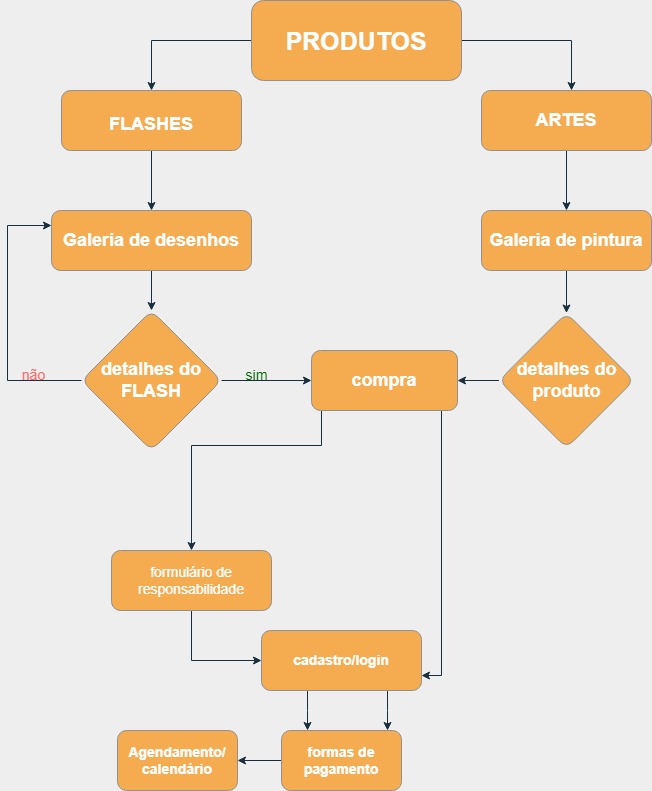 PRODUTOS
FLASHES
ARTES
Galeria de desenhos
Galeria de pintura
detalhes do
FLASH
não
sim
compra
detalhes do
produto
formulário de
responsabilidade
cadastro/login
Agendamento/
calendário
formas de
pagamento